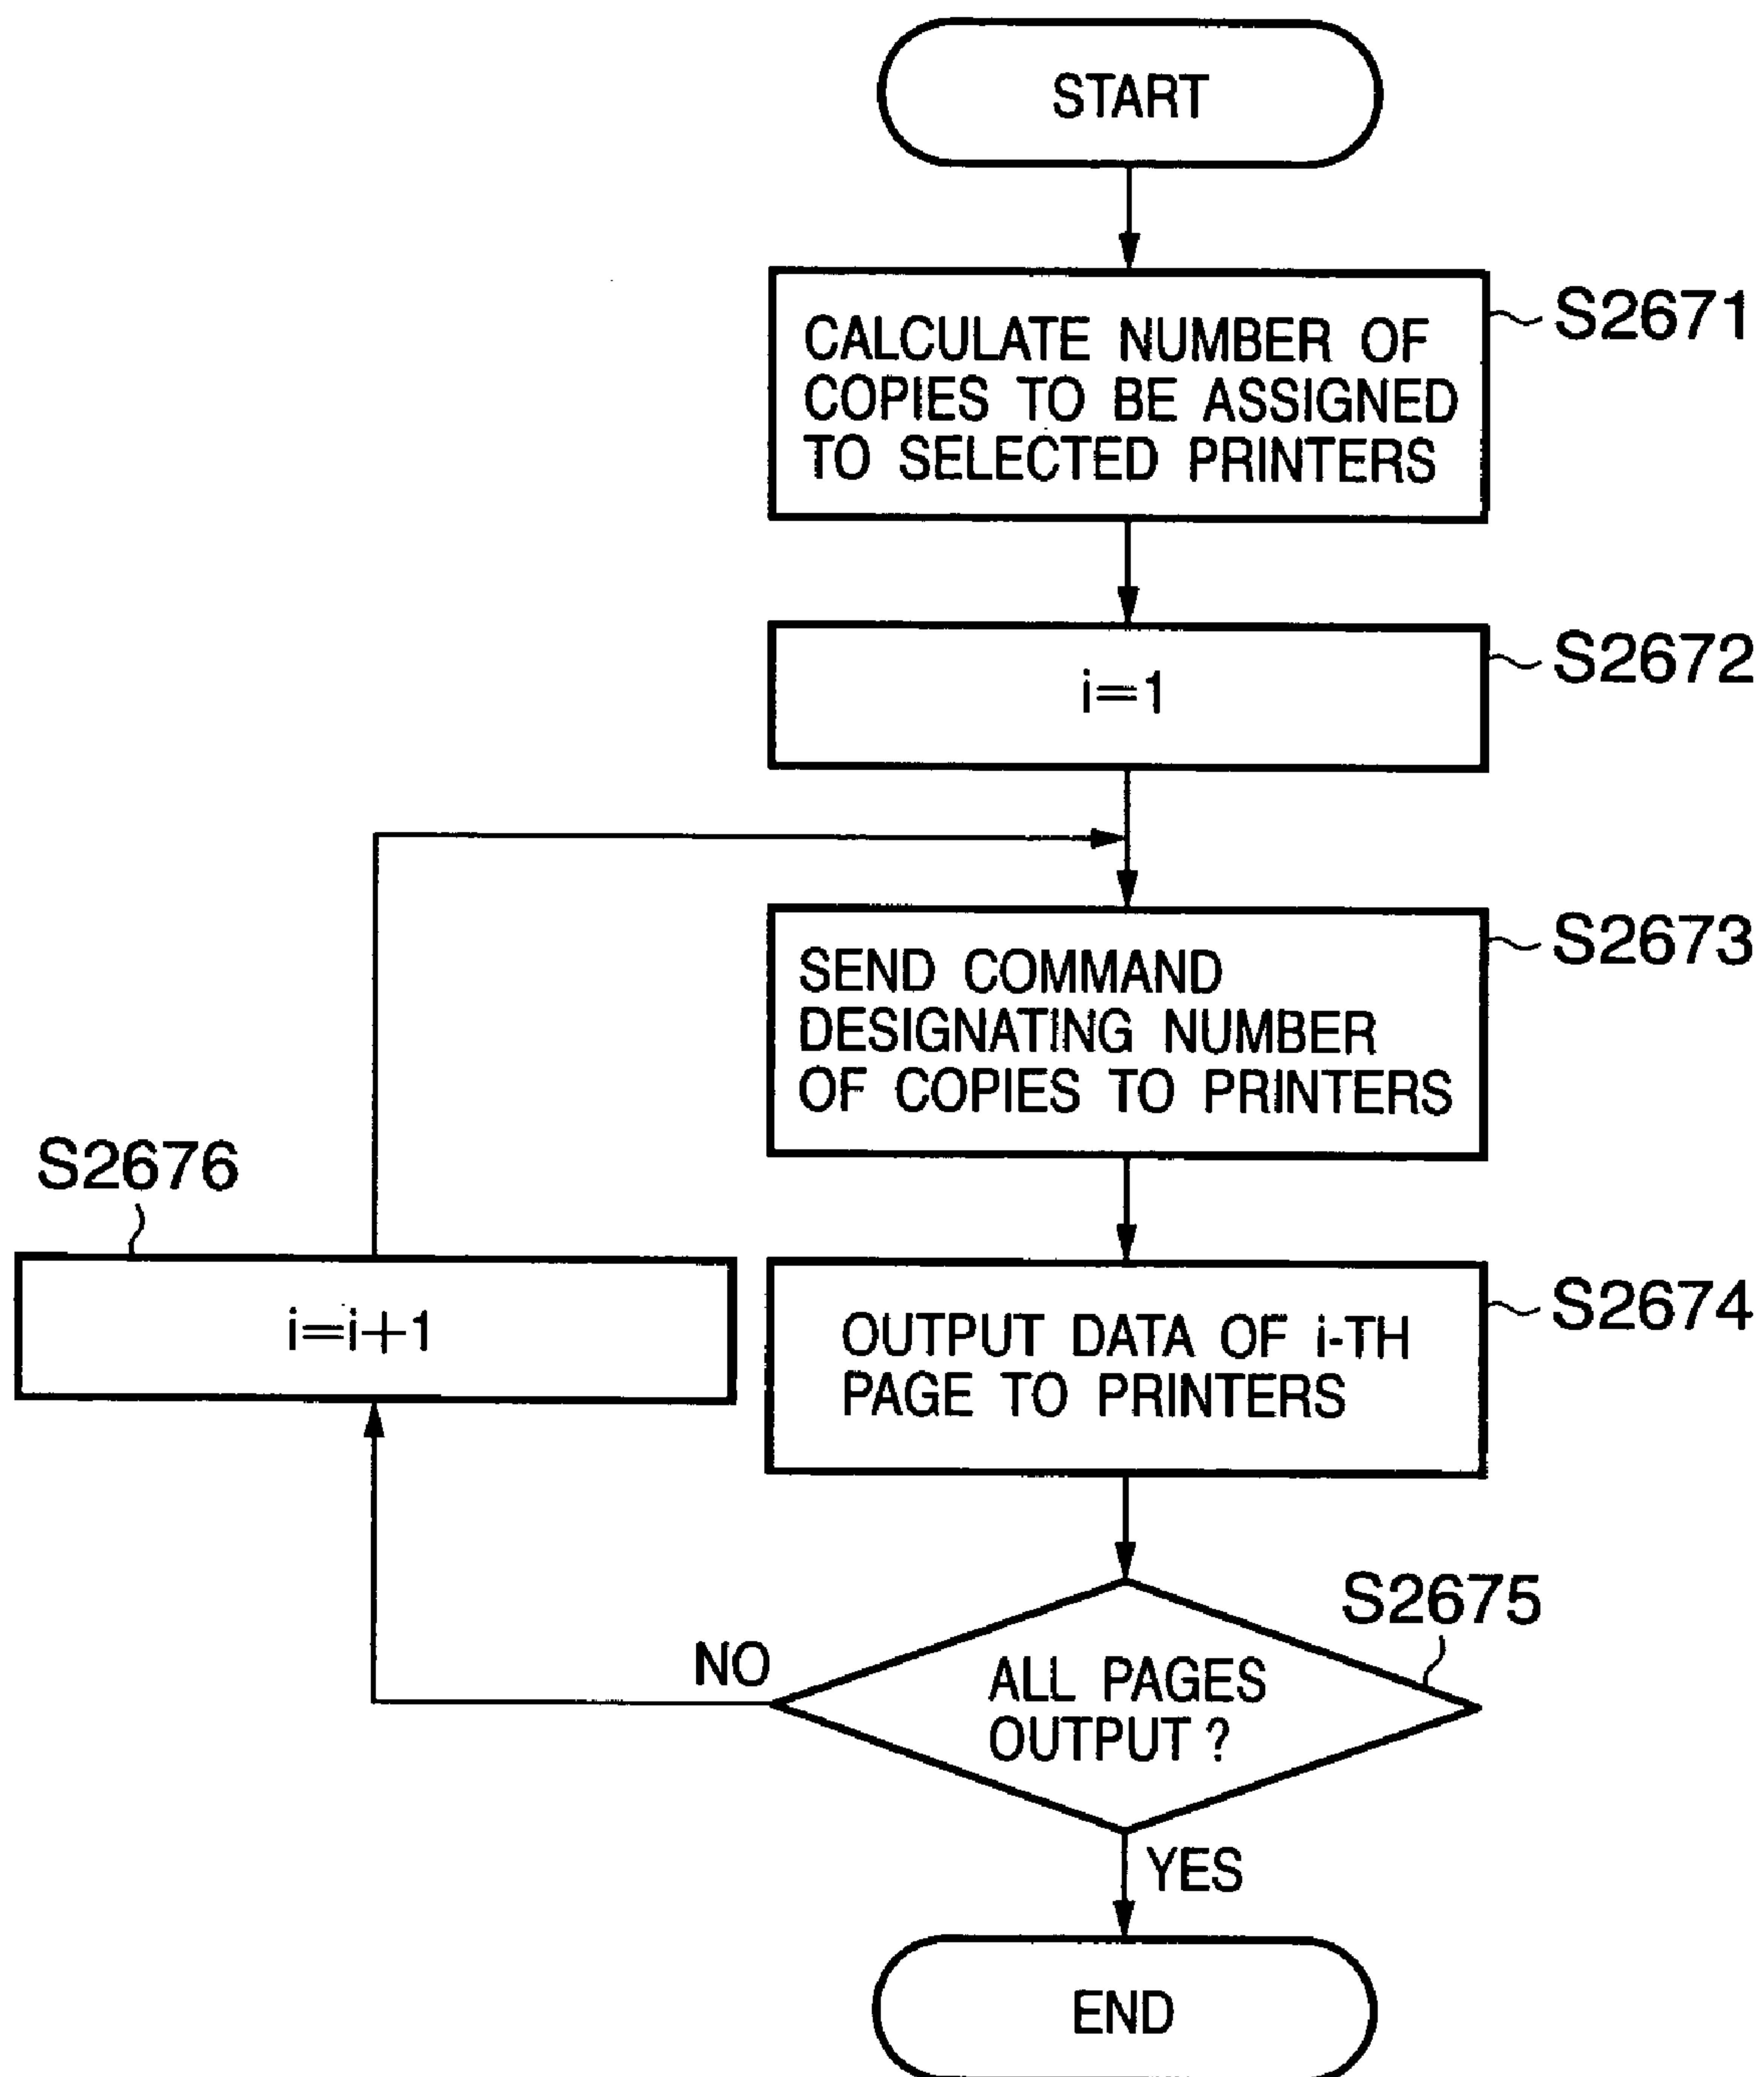 START
CALCULATE NUMBER OF
COPIES TO BE ASSIGNED
TO SELECTED PRINTERS
S2671
i=1
S2672
SEND COMMAND
DESIGNATING NUMBER
OF COPIES TO PRINTERS
S2673
S2676
i=i+1
OUTPUT DATA OF i-TH
PAGE TO PRINTERS
S2674
S2675
NO
ALL PAGES
OUTPUT ?
YES
END